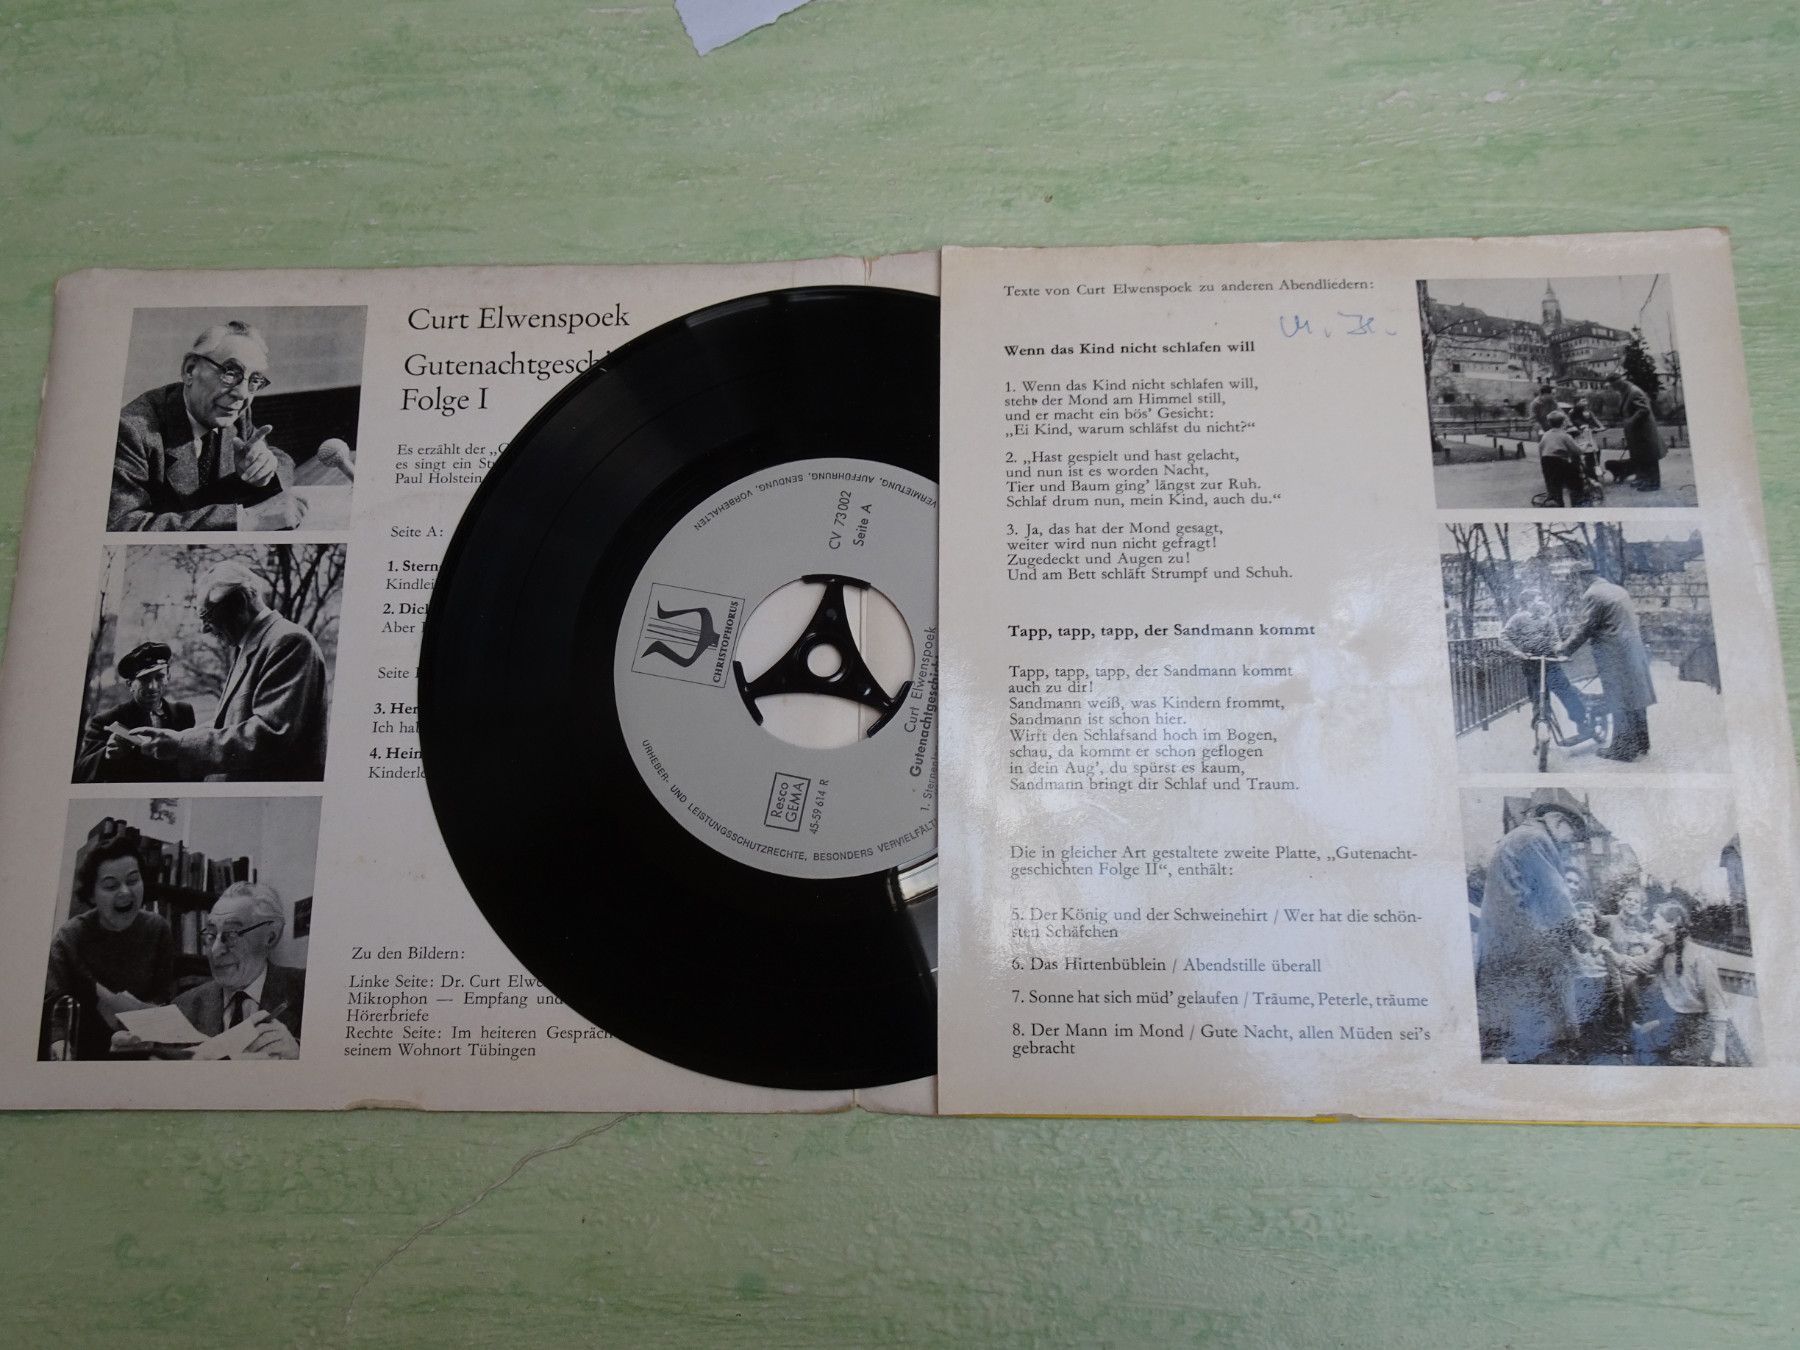 Curt Elwenspoek
Gutenachtgesch
Folge I
Es erzählt der
es singt ein
Paul Holstein
Seite A:
1. Stern
Kindlei
2. Dick
Aber
Seite
3. Her
Ich hab
4. Hein
Kinderle
Zu den Bildern:
Linke Seite: Dr. Curt Elwe
Mikrophon — Empfang und
Hörerbriefe
Rechte Seite: Im heiteren Gespräch
seinem Wohnort Tübingen
VERMIETUNG, AUFFÜHRUNG, SENDUNG, VORBEHALTEN
CV 73002
Seite A
CHRISTOPHORUS
Curt Elwenspoek
Gutenachtgeschich
1. Sternen
Resco
GEMA
45-59 614 R
URHEBER- UND LEISTUNGSSCHUTZRECHTE, BESONDERS VERVIELFÄLT
Texte von Curt Elwenspoek zu anderen Abendliedern:
Wenn das Kind nicht schlafen will
1. Wenn das Kind nicht schlafen will,
steht der Mond am Himmel still,
und er macht ein bös’ Gesicht:
„Ei Kind, warum schläfst du nicht?“
2. „Hast gespielt und hast gelacht,
und nun ist es worden Nacht,
Tier und Baum ging’ längst zur Ruh.
Schlaf drum nun, mein Kind, auch du.“
3. Ja, das hat der Mond gesagt,
weiter wird nun nicht gefragt!
Zugedeckt und Augen zu!
Und am Bett schläft Strumpf und Schuh.
Tapp, tapp, tapp, der Sandmann kommt
Tapp, tapp, tapp, der Sandmann kommt
auch zu dir!
Sandmann weiß, was Kindern frommt,
Sandmann ist schon hier.
Wirft den Schlafsand hoch im Bogen,
schau, da kommt er schon geflogen
in dein Aug’, du spürst es kaum,
Sandmann bringt dir Schlaf und Traum.
Die in gleicher Art gestaltete zweite Platte, „Gutenacht-
geschichten Folge II“, enthält:
5. Der König und der Schweinehirt / Wer hat die schön-
sten Schäfchen
6. Das Hirtenbüblein / Abendstille überall
7. Sonne hat sich müd’ gelaufen / Träume, Peterle, träume
8. Der Mann im Mond / Gute Nacht, allen Müden sei’s
gebracht